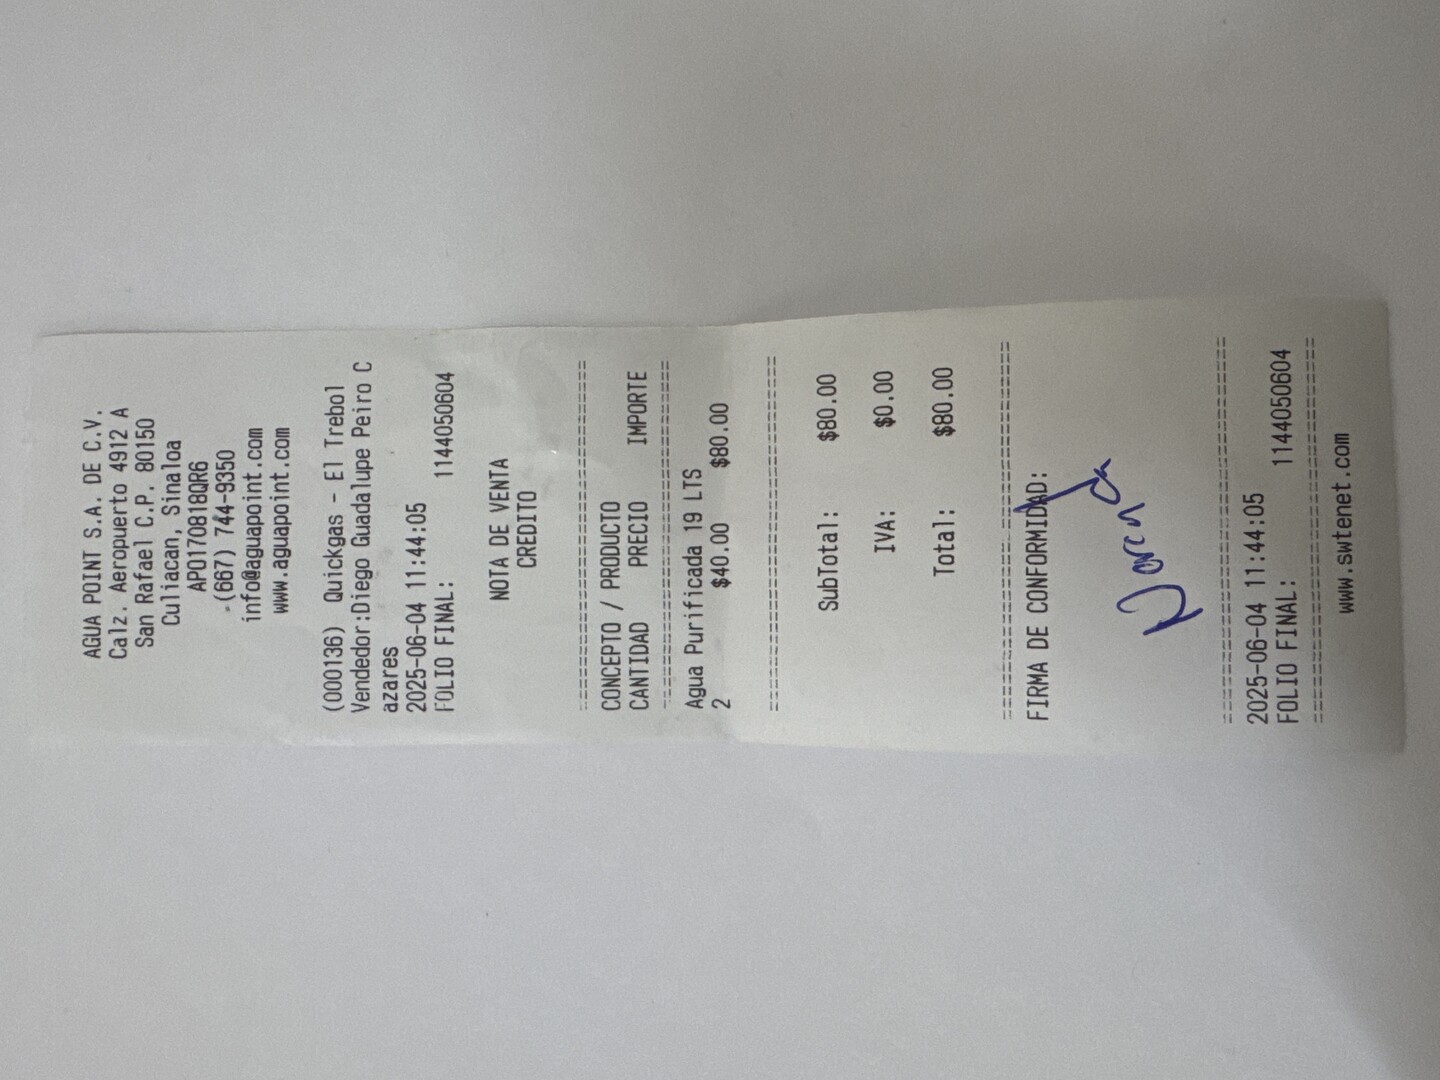 AGUA POINT S.A. DE C.V.
Calz. Aeropuerto 4912 A
San Rafael C.P. 80150
Culiacan, Sinaloa
APO170818QR6
(667) 744-9350
info@aguapoint.com
www.aguapoint.com
(000136) Quickgas - El Trebol
Vendedor:Diego Guadalupe Peiro C
azares
2025-06-04 11:44:05
FOLIO FINAL: 1144050604
NOTA DE VENTA
CREDITO
================================
CONCEPTO / PRODUCTO
CANTIDAD PRECIO IMPORTE
================================
Agua Purificada 19 LTS
2 $40.00 $80.00
================================
SubTotal: $80.00
IVA: $0.00
Total: $80.00
================================
FIRMA DE CONFORMIDAD:
================================
2025-06-04 11:44:05
FOLIO FINAL: 1144050604
================================
www.swtenet.com